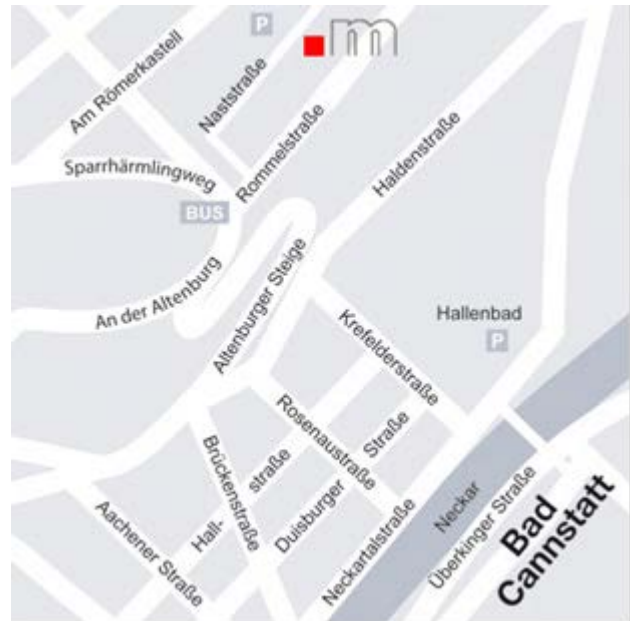 P
m
Am Römerkastell
Naststraße
Rommelstraße
Sparrhärmlingweg
Haldenstraße
BUS
An der Altenburg
Altenburger Steige
Hallenbad
P
Krefelderstraße
Rosenaustraße
Straße
Duisburger
Hall-
straße
Brückenstraße
Aachener Straße
Neckartalstraße
Neckar
Überkinger Straße
Bad
Cannstatt